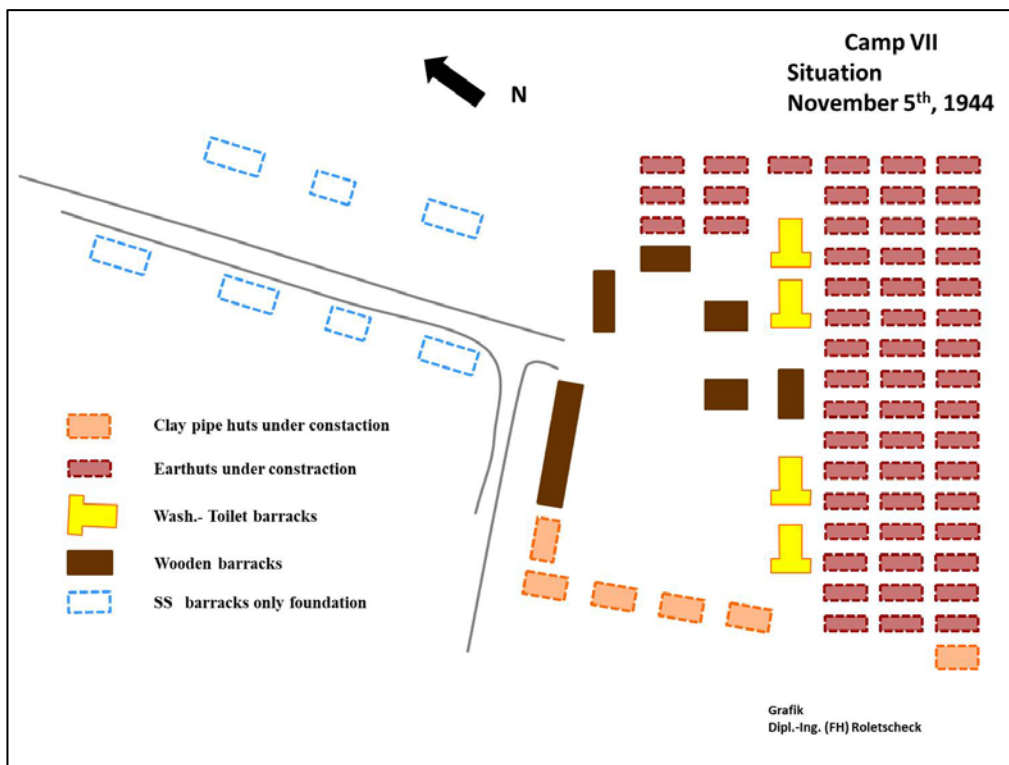 Camp VII
Situation
November 5th, 1944
N
Clay pipe huts under constaction
Earthuts under constraction
Wash.- Toilet barracks
Wooden barracks
SS barracks only foundation
Grafik
Dipl.-Ing. (FH) Roletscheck